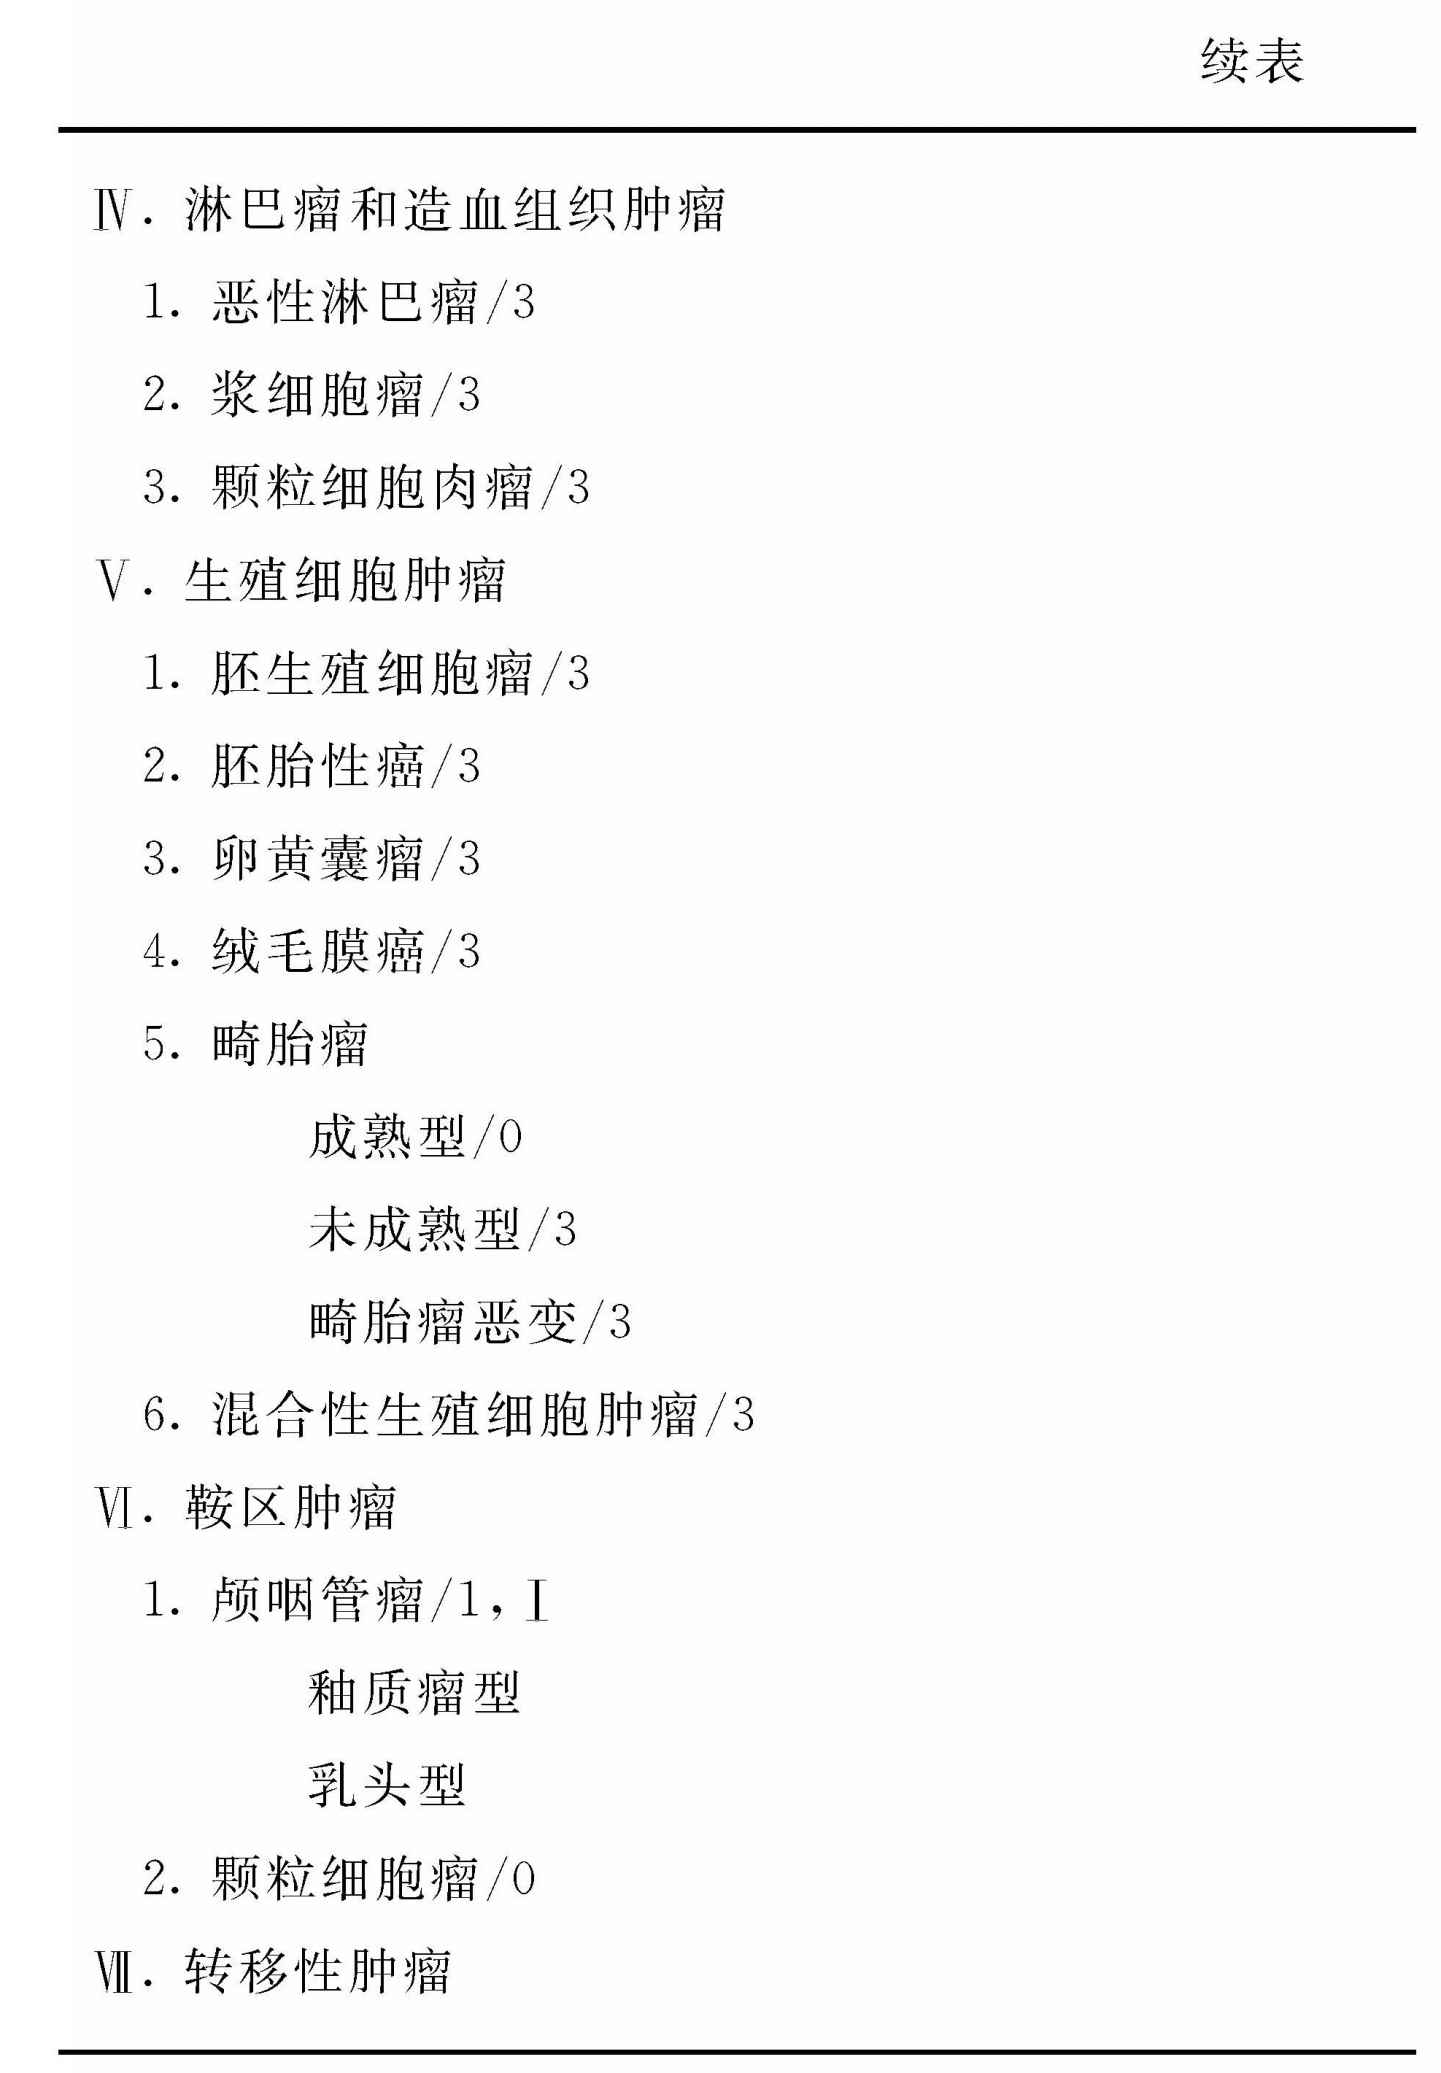 续表
Ⅳ. 淋巴瘤和造血组织肿瘤
1. 恶性淋巴瘤/3
2. 浆细胞瘤/3
3. 颗粒细胞肉瘤/3
Ⅴ. 生殖细胞肿瘤
1. 胚生殖细胞瘤/3
2. 胚胎性癌/3
3. 卵黄囊瘤/3
4. 绒毛膜癌/3
5. 畸胎瘤
成熟型/0
未成熟型/3
畸胎瘤恶变/3
6. 混合性生殖细胞肿瘤/3
Ⅵ. 鞍区肿瘤
1. 颅咽管瘤/1,Ⅰ
釉质瘤型
乳头型
2. 颗粒细胞瘤/0
Ⅶ. 转移性肿瘤